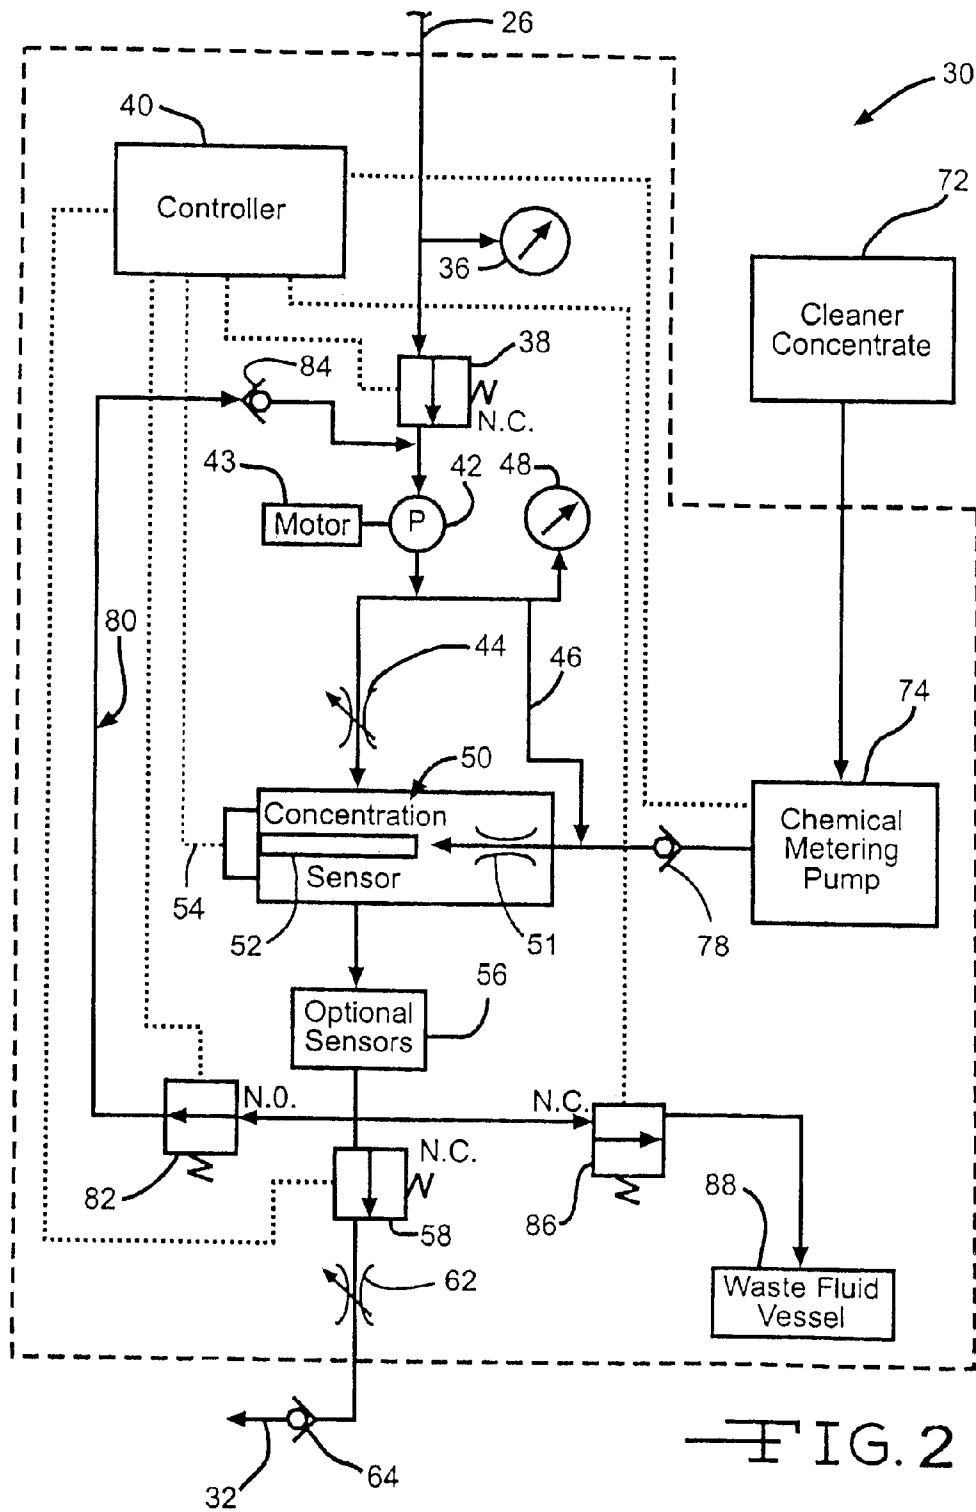 26
30
40
Controller
72
36
Cleaner
Concentrate
38
84
N.C.
43
42
48
Motor
P
80
44
46
74
50
Concentration
Chemical
Metering
Pump
Sensor
54
52
51
78
56
Optional
Sensors
N.O.
N.C.
N.C.
82
58
86
88
62
Waste Fluid
Vessel
32
64
FIG. 2